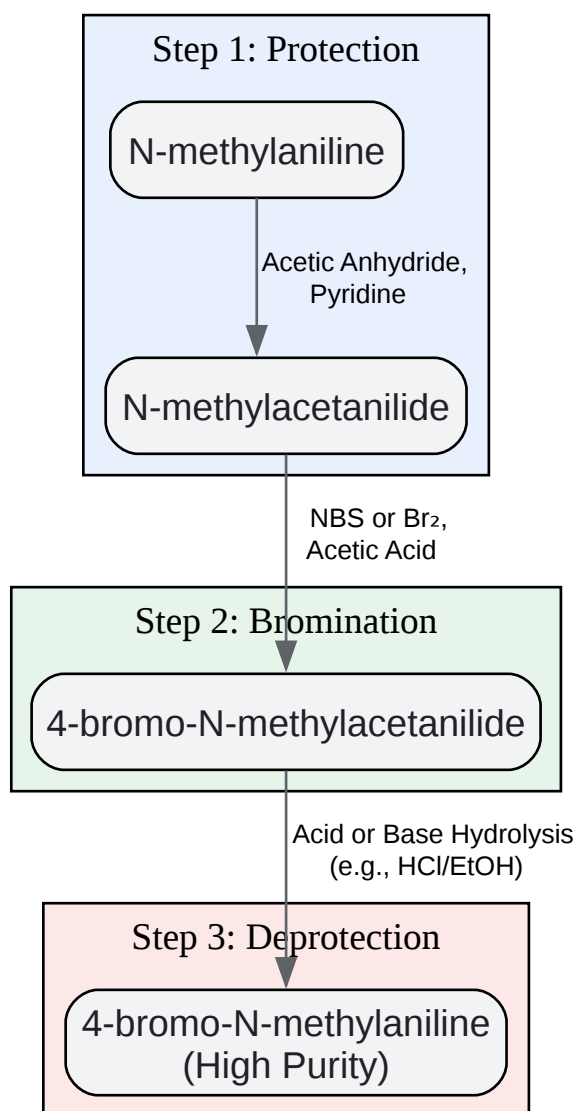 Step 1: Protection
N-methylaniline
Acetic Anhydride,
Pyridine
N-methylacetanilide
NBS or Br₂,
Acetic Acid
Step 2: Bromination
4-bromo-N-methylacetanilide
Acid or Base Hydrolysis
(e.g., HCl/EtOH)
Step 3: Deprotection
4-bromo-N-methylaniline
(High Purity)